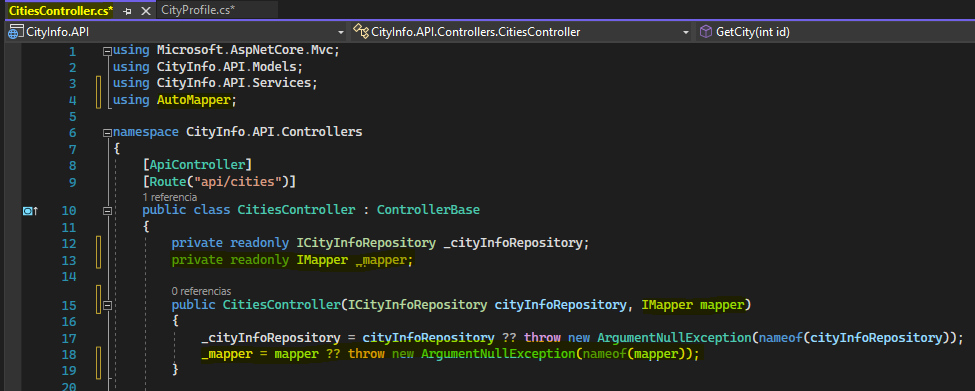 CitiesController.cs* CityProfile.cs*
CityInfo.API CityInfo.API.Controllers.CitiesController GetCity(int id)
1 using Microsoft.AspNetCore.Mvc;
2 using CityInfo.API.Models;
3 using CityInfo.API.Services;
4 using AutoMapper;
5
6 namespace CityInfo.API.Controllers
7 {
8 [ApiController]
9 [Route("api/cities")]
1 referencia
10 public class CitiesController : ControllerBase
11 {
12 private readonly ICityInfoRepository _cityInfoRepository;
13 private readonly IMapper _mapper;
14
0 referencias
15 public CitiesController(ICityInfoRepository cityInfoRepository, IMapper mapper)
16 {
17 _cityInfoRepository = cityInfoRepository ?? throw new ArgumentNullException(nameof(cityInfoRepository));
18 _mapper = mapper ?? throw new ArgumentNullException(nameof(mapper));
19 }
20